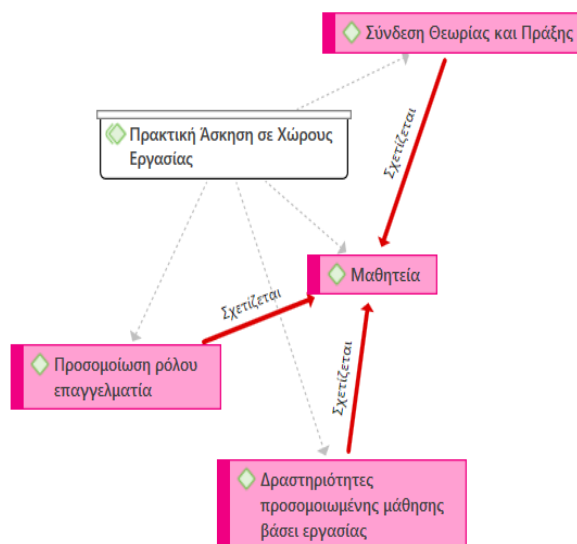 Σύνδεση Θεωρίας και Πράξης
Πρακτική Άσκηση σε Χώρους
Εργασίας
Σχετίζεται
Μαθητεία
Σχετίζεται
Προσομοίωση ρόλου
επαγγελματία
Σχετίζεται
Δραστηριότητες
προσομοιωμένης μάθησης
βάσει εργασίας